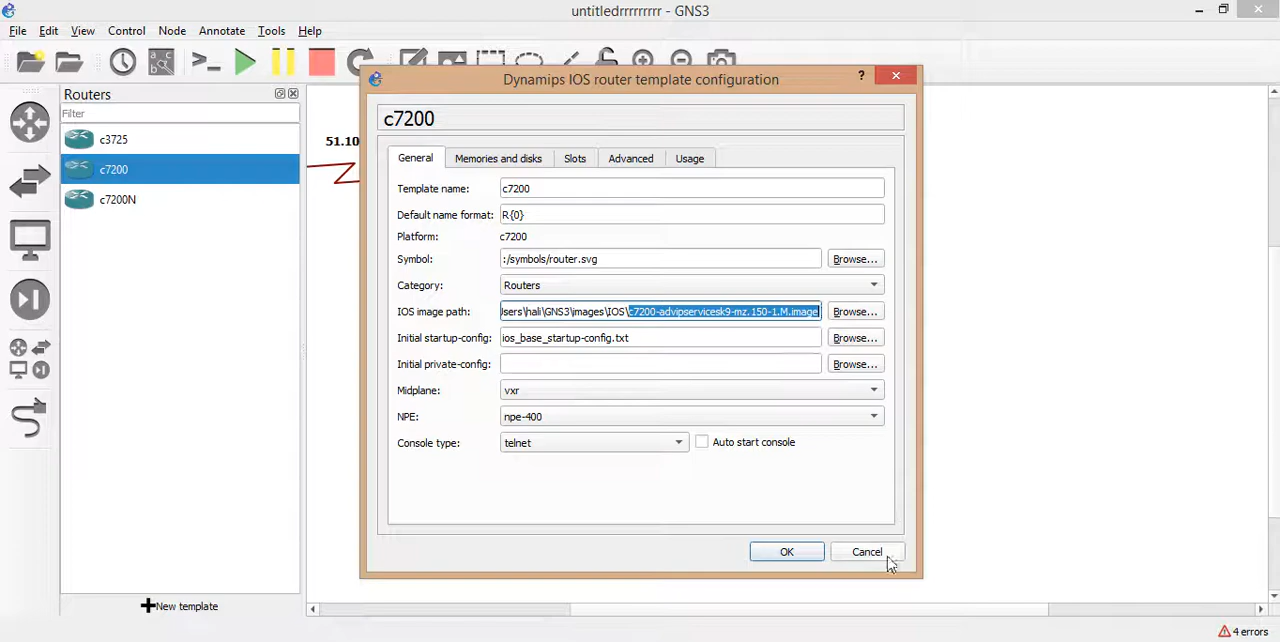 untitledrrrrrrrrr - GNS3
File Edit View Control Node Annotate Tools Help
Dynamips IOS router template configuration
?
Routers
Filter
c3725
c7200
c7200N
New template
51.10
c7200
General Memories and disks Slots Advanced Usage
Template name: c7200
Default name format: R{0}
Platform: c7200
Symbol: :/symbols/router.svg Browse...
Category: Routers
IOS image path: Jsers\hali\GNS3\images\IOS\c7200-advipservicesk9-mz.150-1.M.image Browse...
Initial startup-config: ios_base_startup-config.txt Browse...
Initial private-config: Browse...
Midplane: vxr
NPE: npe-400
Console type: telnet Auto start console
OK Cancel
4 errors